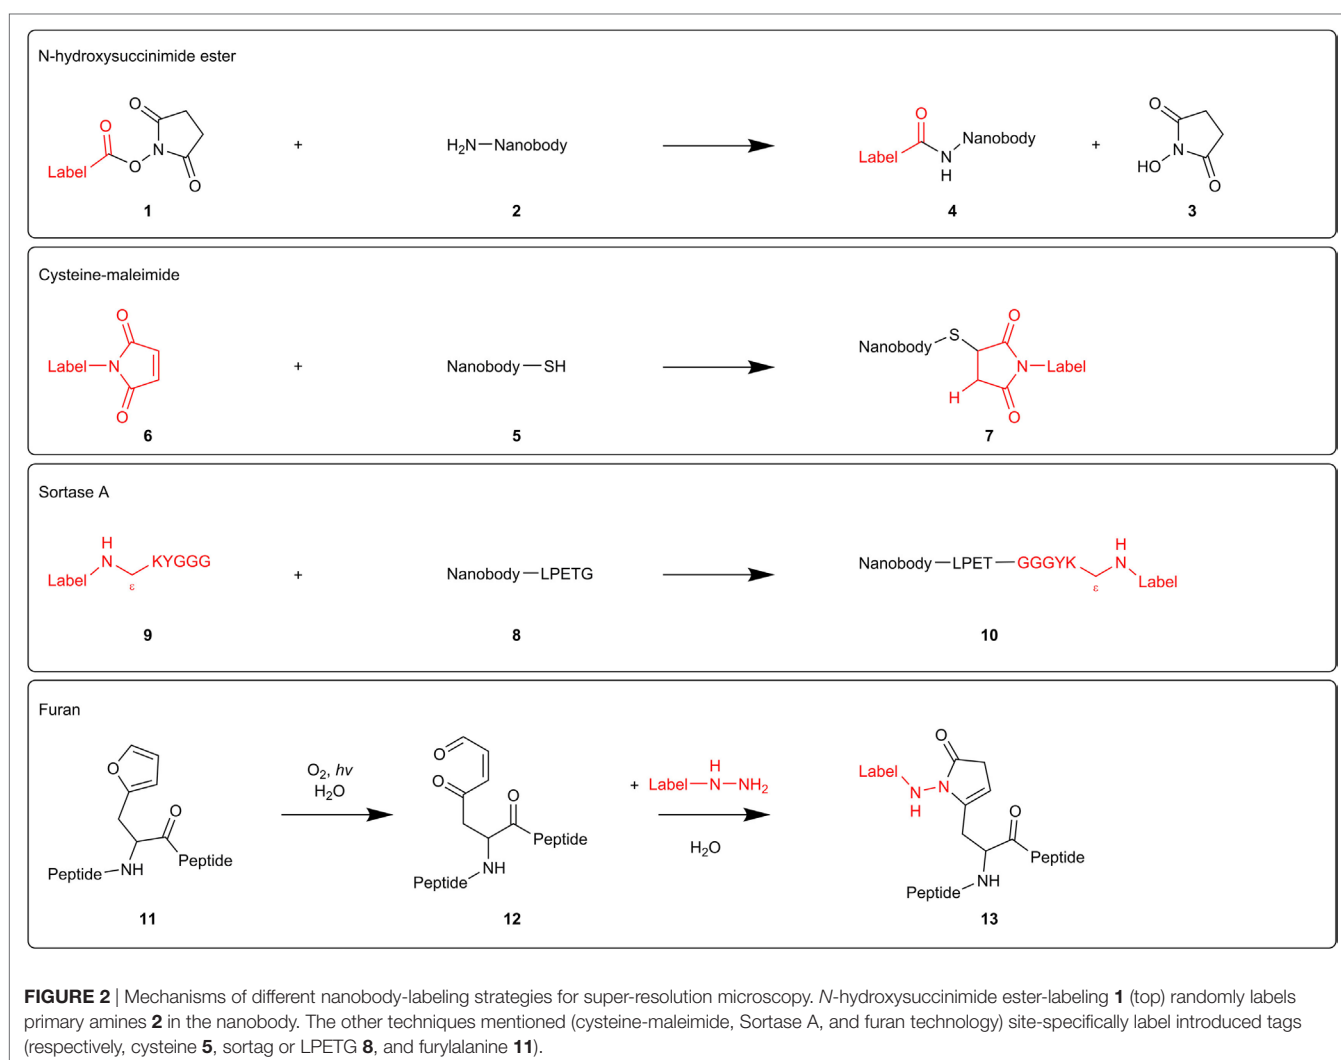 N-hydroxysuccinimide ester
O
O
O
Label
O
N
O
1
+
H₂N—Nanobody
2
O
Label
N
H
Nanobody
4
+
O
HO
N
O
3
Cysteine-maleimide
O
Label—N
O
6
+
Nanobody—SH
5
Nanobody
S
O
N—Label
H
O
7
Sortase A
H
N
Label
ε
KYGGG
9
+
Nanobody—LPETG
8
Nanobody—LPET—GGGYK
ε
H
N
Label
10
Furan
O
O
Peptide—NH
Peptide
11
O₂, hv
H₂O
O
O
O
Peptide
NH
Peptide
12
+ Label—N—NH₂
H
H₂O
O
Label
N
H
N
O
Peptide
NH
Peptide
13
FIGURE 2 | Mechanisms of different nanobody-labeling strategies for super-resolution microscopy. N-hydroxysuccinimide ester-labeling 1 (top) randomly labels
primary amines 2 in the nanobody. The other techniques mentioned (cysteine-maleimide, Sortase A, and furan technology) site-specifically label introduced tags
(respectively, cysteine 5, sortag or LPETG 8, and furylalanine 11).